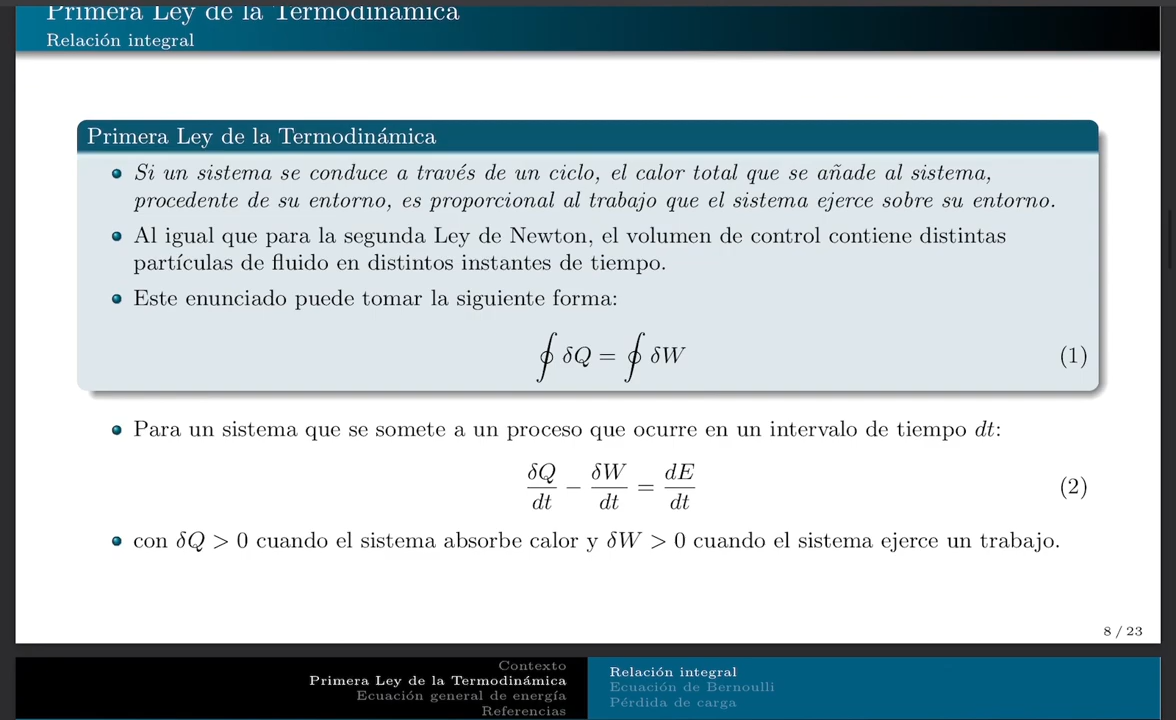 Primera Ley de la Termodinámica
Relación integral
Primera Ley de la Termodinámica
Si un sistema se conduce a través de un ciclo, el calor total que se añade al sistema,
procedente de su entorno, es proporcional al trabajo que el sistema ejerce sobre su entorno.
Al igual que para la segunda Ley de Newton, el volumen de control contiene distintas
partículas de fluido en distintos instantes de tiempo.
Este enunciado puede tomar la siguiente forma:
∮ δQ = ∮ δW (1)
Para un sistema que se somete a un proceso que ocurre en un intervalo de tiempo dt:
δQ/dt − δW/dt = dE/dt (2)
con δQ > 0 cuando el sistema absorbe calor y δW > 0 cuando el sistema ejerce un trabajo.
8 / 23
Contexto
Primera Ley de la Termodinámica
Ecuación general de energía
Referencias
Relación integral
Ecuación de Bernoulli
Pérdida de carga